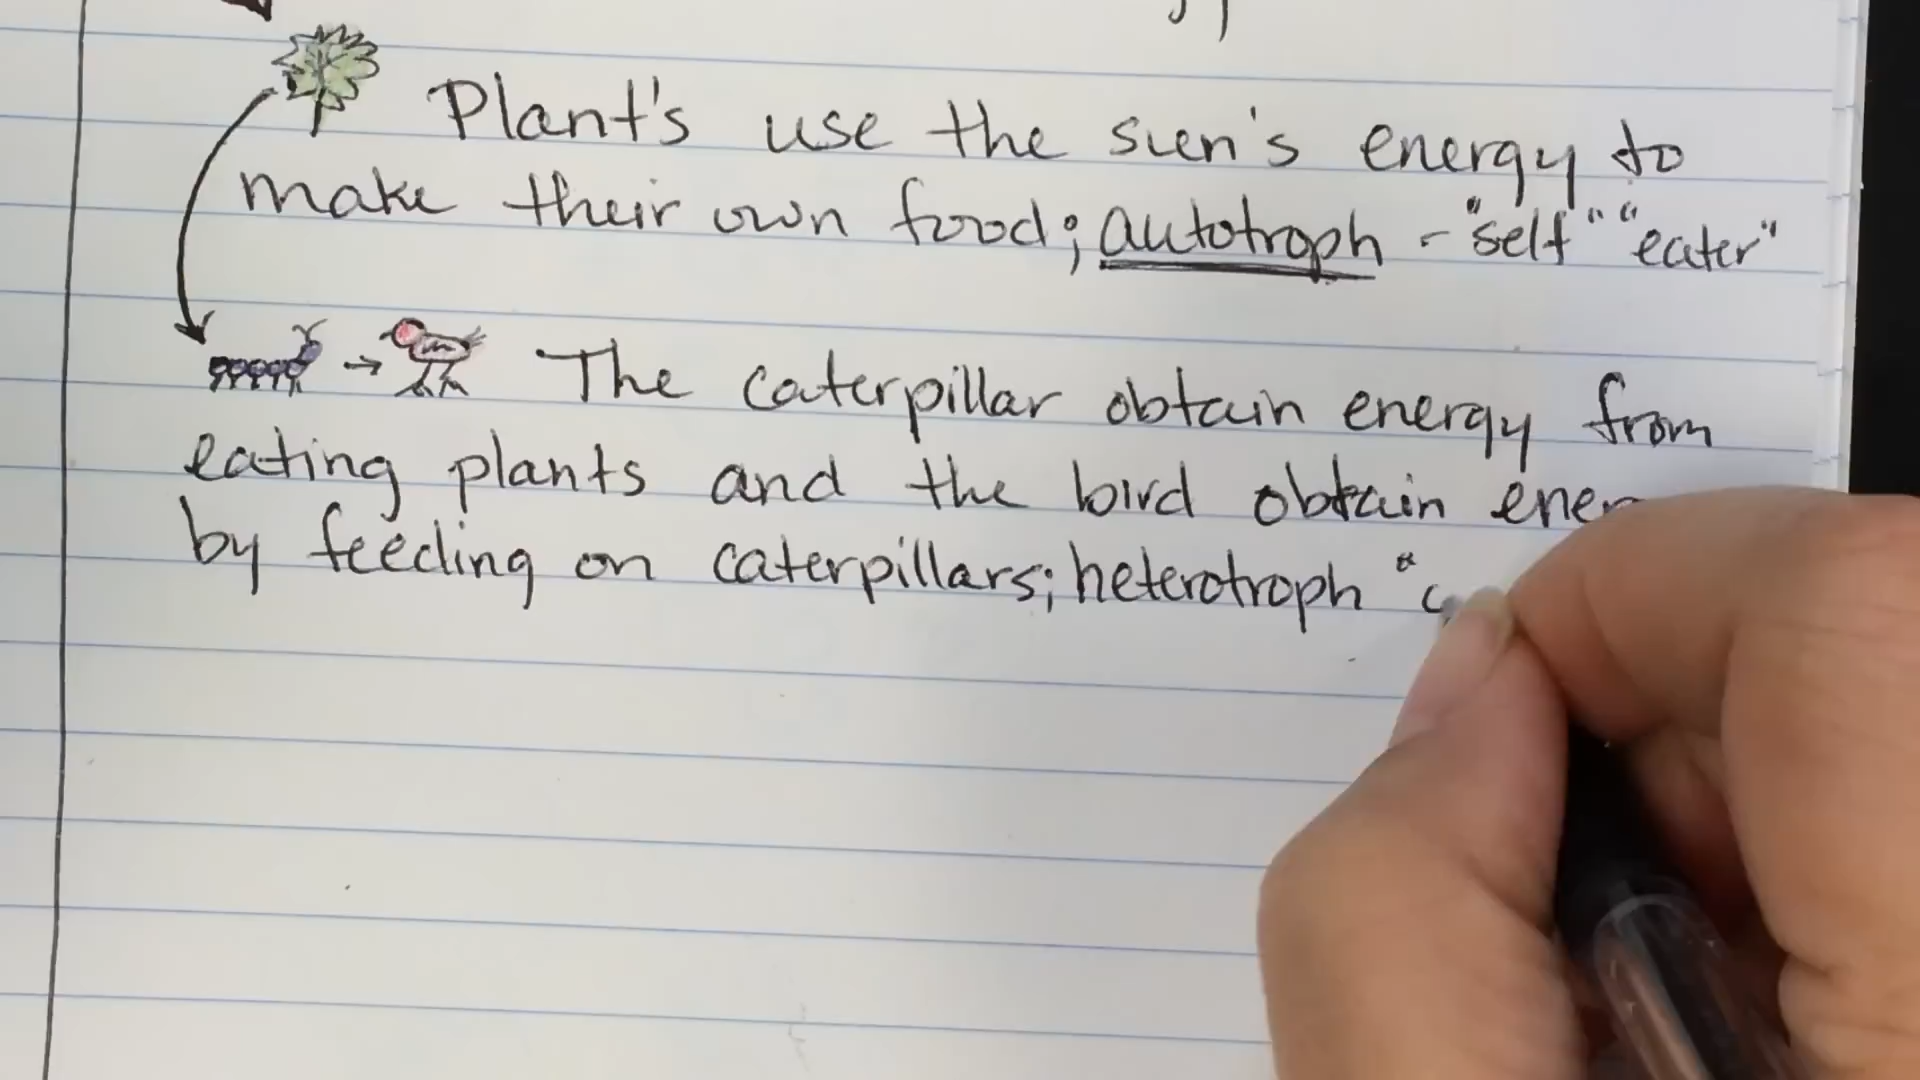 Plant's use the sun's energy to
make their own food; autotroph - "self" "eater"
The caterpillar obtain energy from
eating plants and the bird obtain
by feeding on caterpillars; heterotroph "